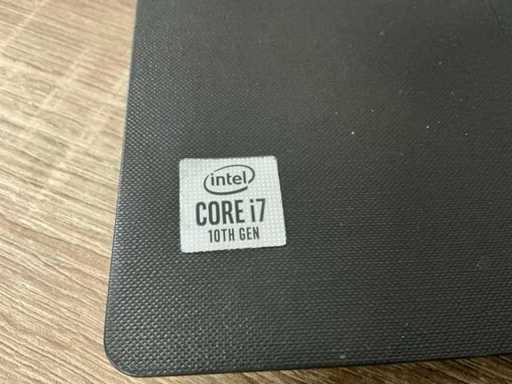 intel
CORE i7
10TH GEN